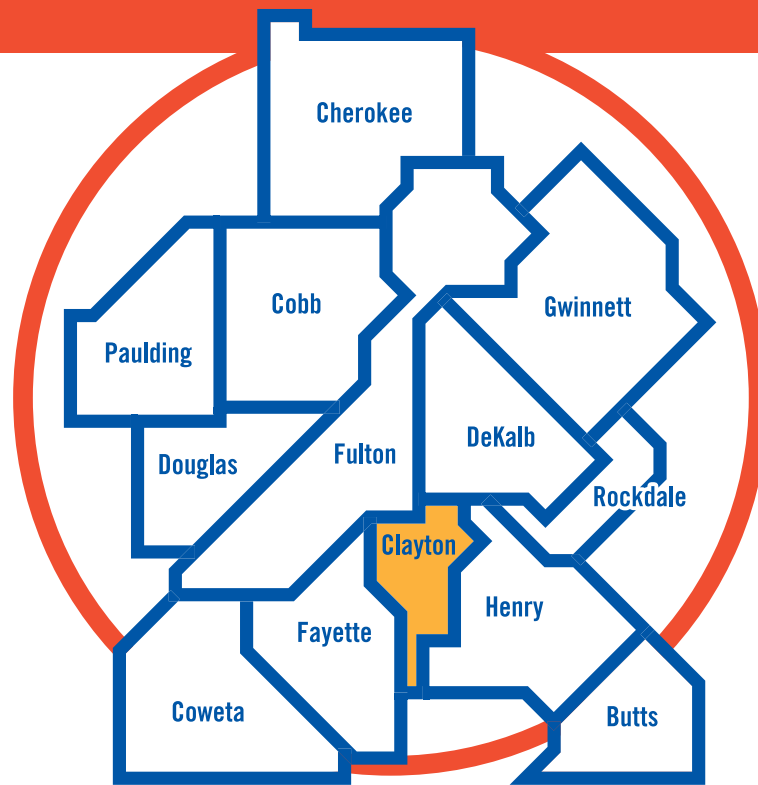 Cherokee
Cobb
Gwinnett
Paulding
DeKalb
Fulton
Douglas
Rockdale
Clayton
Henry
Fayette
Coweta
Butts